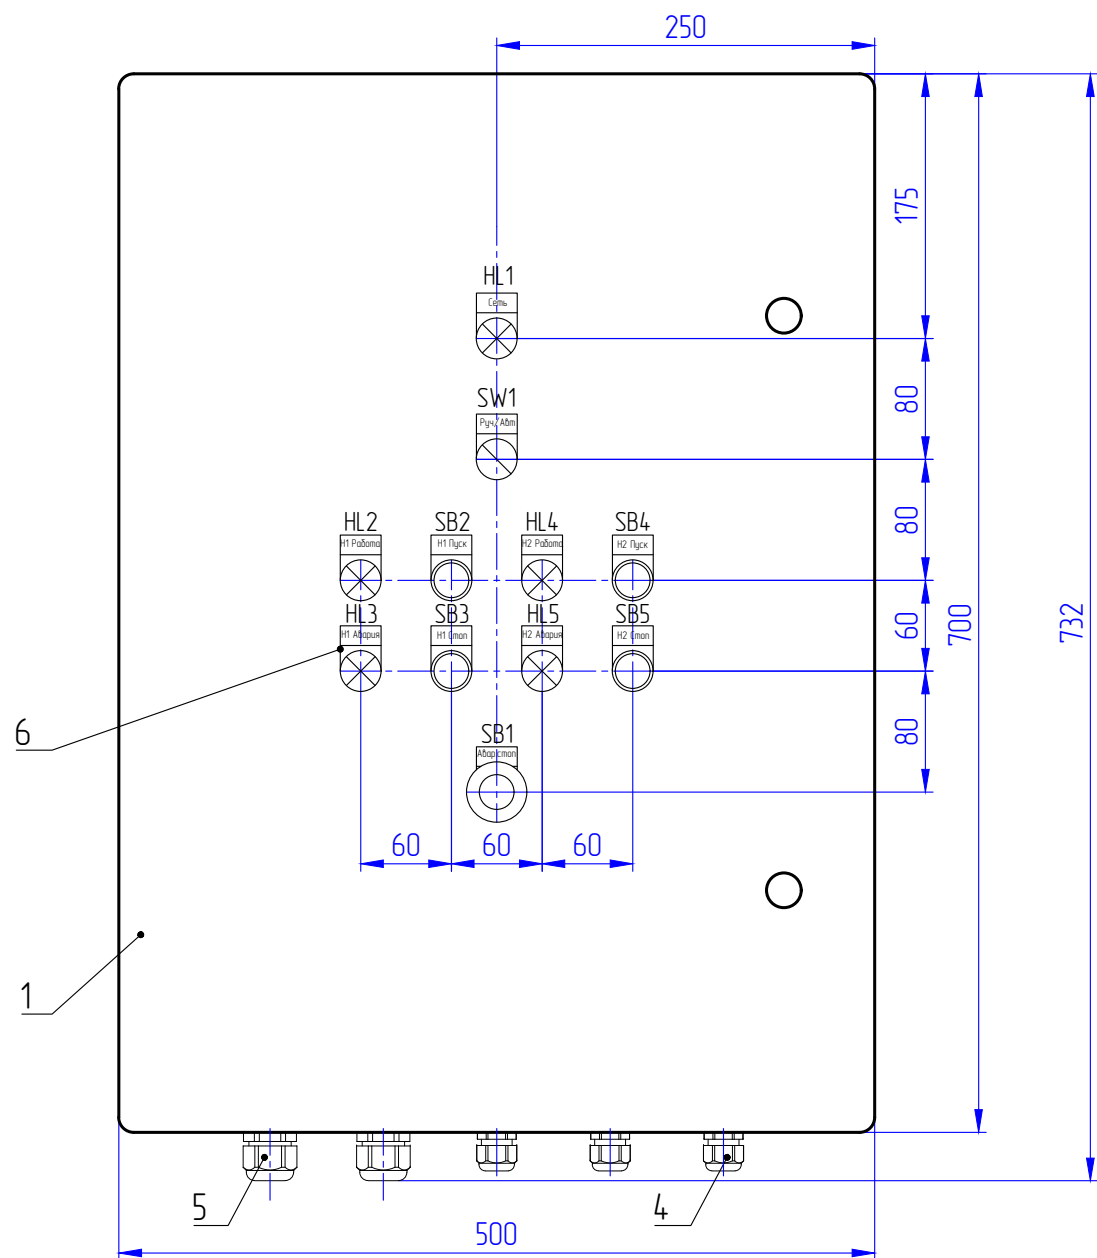 250
175
HL1
Сеть
80
SW1
Руч/Авт
80
HL2 SB2 HL4 SB4
Н1 Работа Н1 Пуск Н2 Работа Н2 Пуск
60 700 732
HL3 SB3 HL5 SB5
Н1 Авария Н1 Стоп Н2 Авария Н2 Стоп
6
80
SB1
Авар.стоп
60 60 60
1
5 4
500